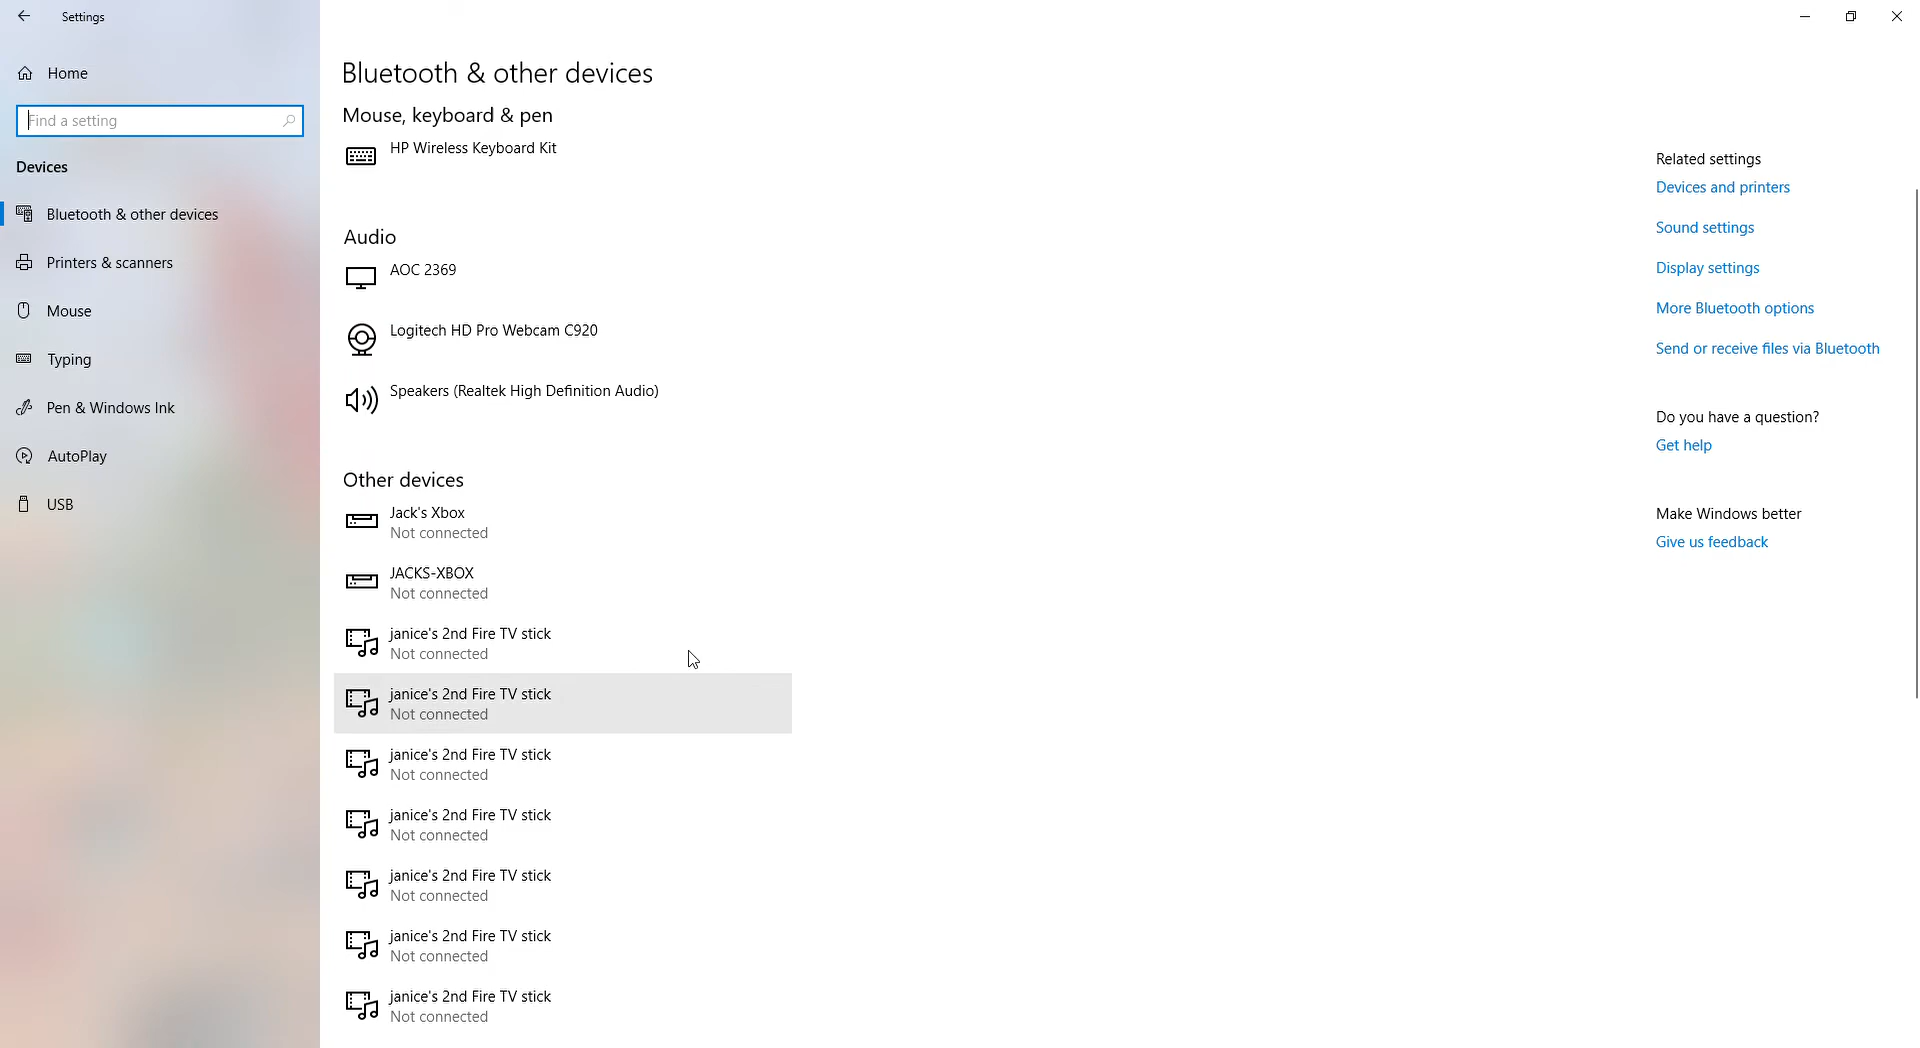 Settings
Home
Find a setting
Devices
Bluetooth & other devices
Printers & scanners
Mouse
Typing
Pen & Windows Ink
AutoPlay
USB
Bluetooth & other devices
Mouse, keyboard & pen
HP Wireless Keyboard Kit
Audio
AOC 2369
Logitech HD Pro Webcam C920
Speakers (Realtek High Definition Audio)
Other devices
Jack's Xbox
Not connected
JACKS-XBOX
Not connected
janice's 2nd Fire TV stick
Not connected
janice's 2nd Fire TV stick
Not connected
janice's 2nd Fire TV stick
Not connected
janice's 2nd Fire TV stick
Not connected
janice's 2nd Fire TV stick
Not connected
janice's 2nd Fire TV stick
Not connected
janice's 2nd Fire TV stick
Not connected
Related settings
Devices and printers
Sound settings
Display settings
More Bluetooth options
Send or receive files via Bluetooth
Do you have a question?
Get help
Make Windows better
Give us feedback